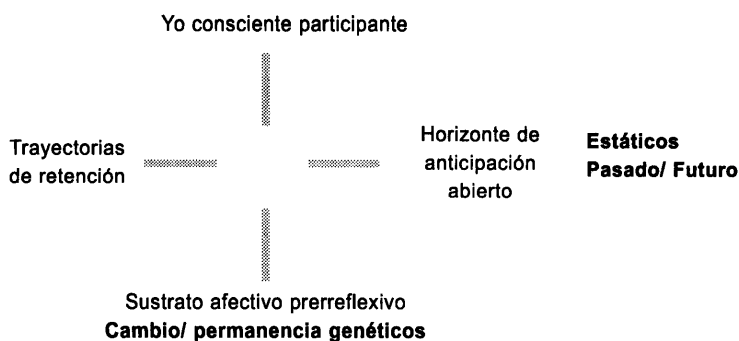 Yo consciente participante
Trayectorias
de retención
Horizonte de
anticipación
abierto
Estáticos
Pasado/ Futuro
Sustrato afectivo prerreflexivo
Cambio/ permanencia genéticos